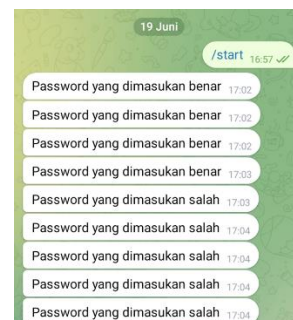 19 Juni
/start 16:57
Password yang dimasukan benar 17:02
Password yang dimasukan benar 17:02
Password yang dimasukan benar 17:02
Password yang dimasukan benar 17:03
Password yang dimasukan salah 17:03
Password yang dimasukan salah 17:04
Password yang dimasukan salah 17:04
Password yang dimasukan salah 17:04
Password yang dimasukan salah 17:04